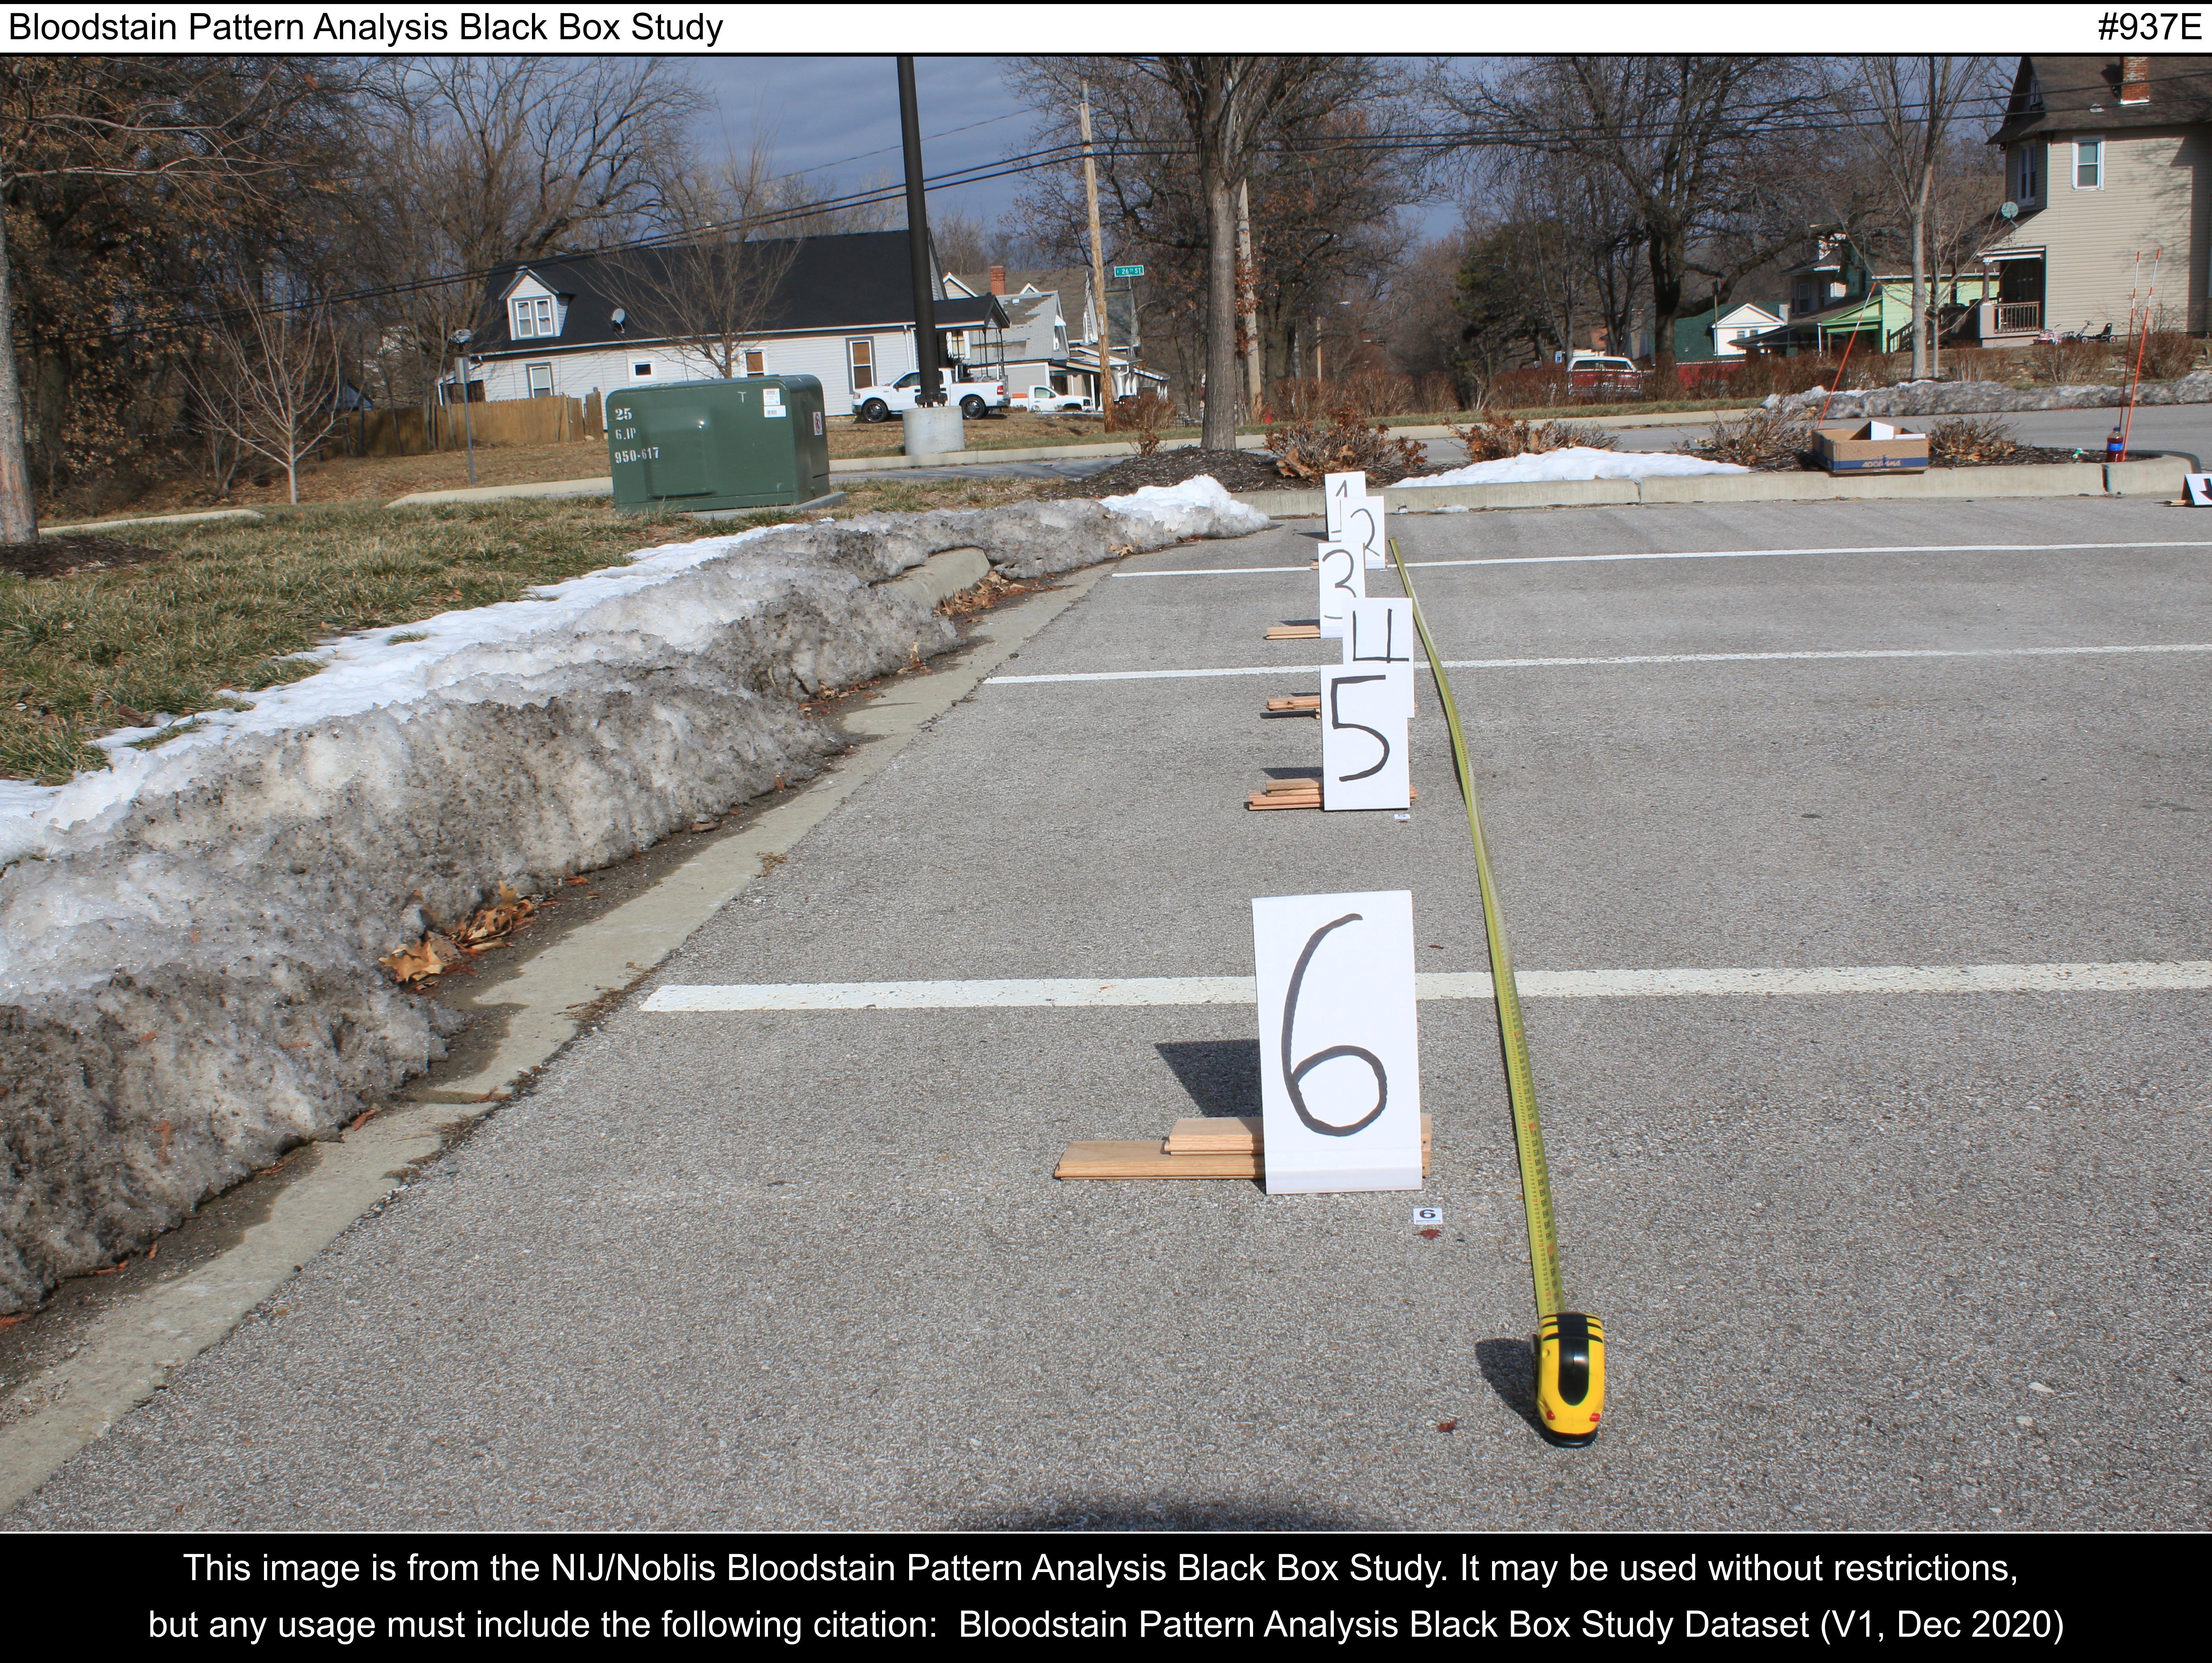 Bloodstain Pattern Analysis Black Box Study
#937E
E 26TH ST
25
6.1P
950-617
1
2
3
4
5
6
6
This image is from the NIJ/Noblis Bloodstain Pattern Analysis Black Box Study. It may be used without restrictions,
but any usage must include the following citation:  Bloodstain Pattern Analysis Black Box Study Dataset (V1, Dec 2020)